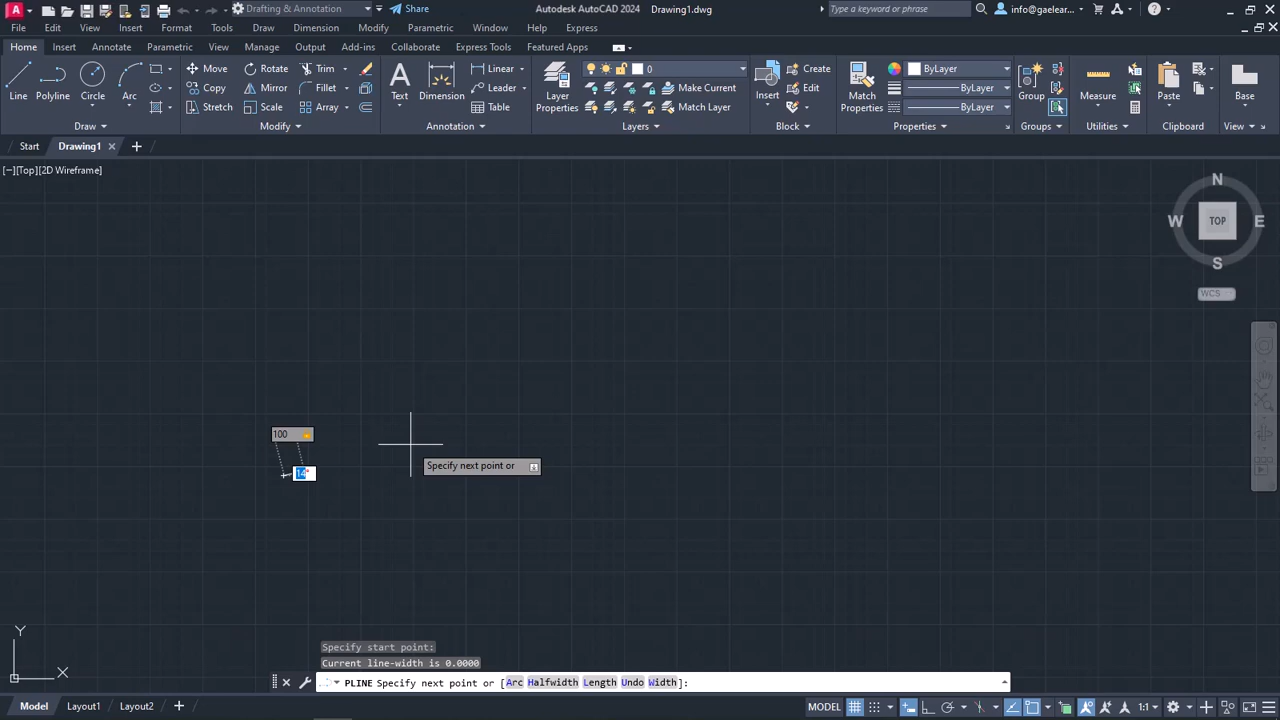 A
Drafting & Annotation
Share
Autodesk AutoCAD 2024 Drawing1.dwg
Type a keyword or phrase
info@gaelear...
File Edit View Insert Format Tools Draw Dimension Modify Parametric Window Help Express
Home Insert Annotate Parametric View Manage Output Add-ins Collaborate Express Tools Featured Apps
Line Polyline Circle Arc
Move Rotate Trim
Copy Mirror Fillet
Stretch Scale Array
Text Dimension
Linear
Leader
Table
Layer Properties
0
Make Current
Match Layer
Insert
Create
Edit
Match Properties
ByLayer
ByLayer
ByLayer
Group
Measure
Paste
Base
Draw Modify Annotation Layers Block Properties Groups Utilities Clipboard View
Start Drawing1
[−][Top][2D Wireframe]
N
W TOP E
S
WCS
100
Specify next point or
14°
Y
X
Specify start point:
Current line-width is 0.0000
PLINE Specify next point or [Arc Halfwidth Length Undo Width]:
Model Layout1 Layout2
MODEL
1:1